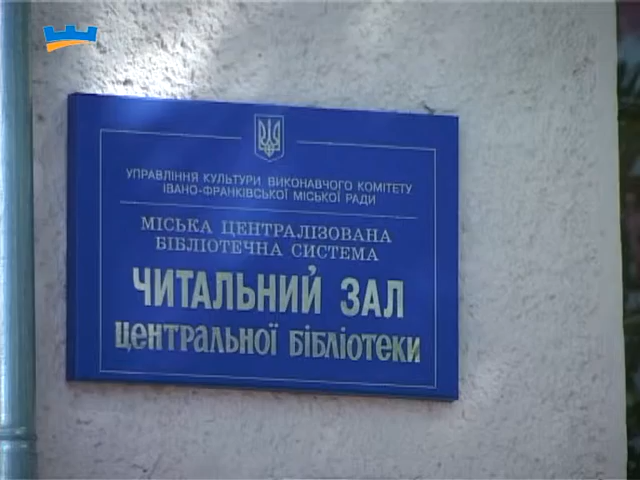 УПРАВЛІННЯ КУЛЬТУРИ ВИКОНАВЧОГО КОМІТЕТУ
ІВАНО-ФРАНКІВСЬКОЇ МІСЬКОЇ РАДИ
МІСЬКА ЦЕНТРАЛІЗОВАНА
БІБЛІОТЕЧНА СИСТЕМА
ЧИТАЛЬНИЙ ЗАЛ
ЦЕНТРАЛЬНОЇ БІБЛІОТЕКИ